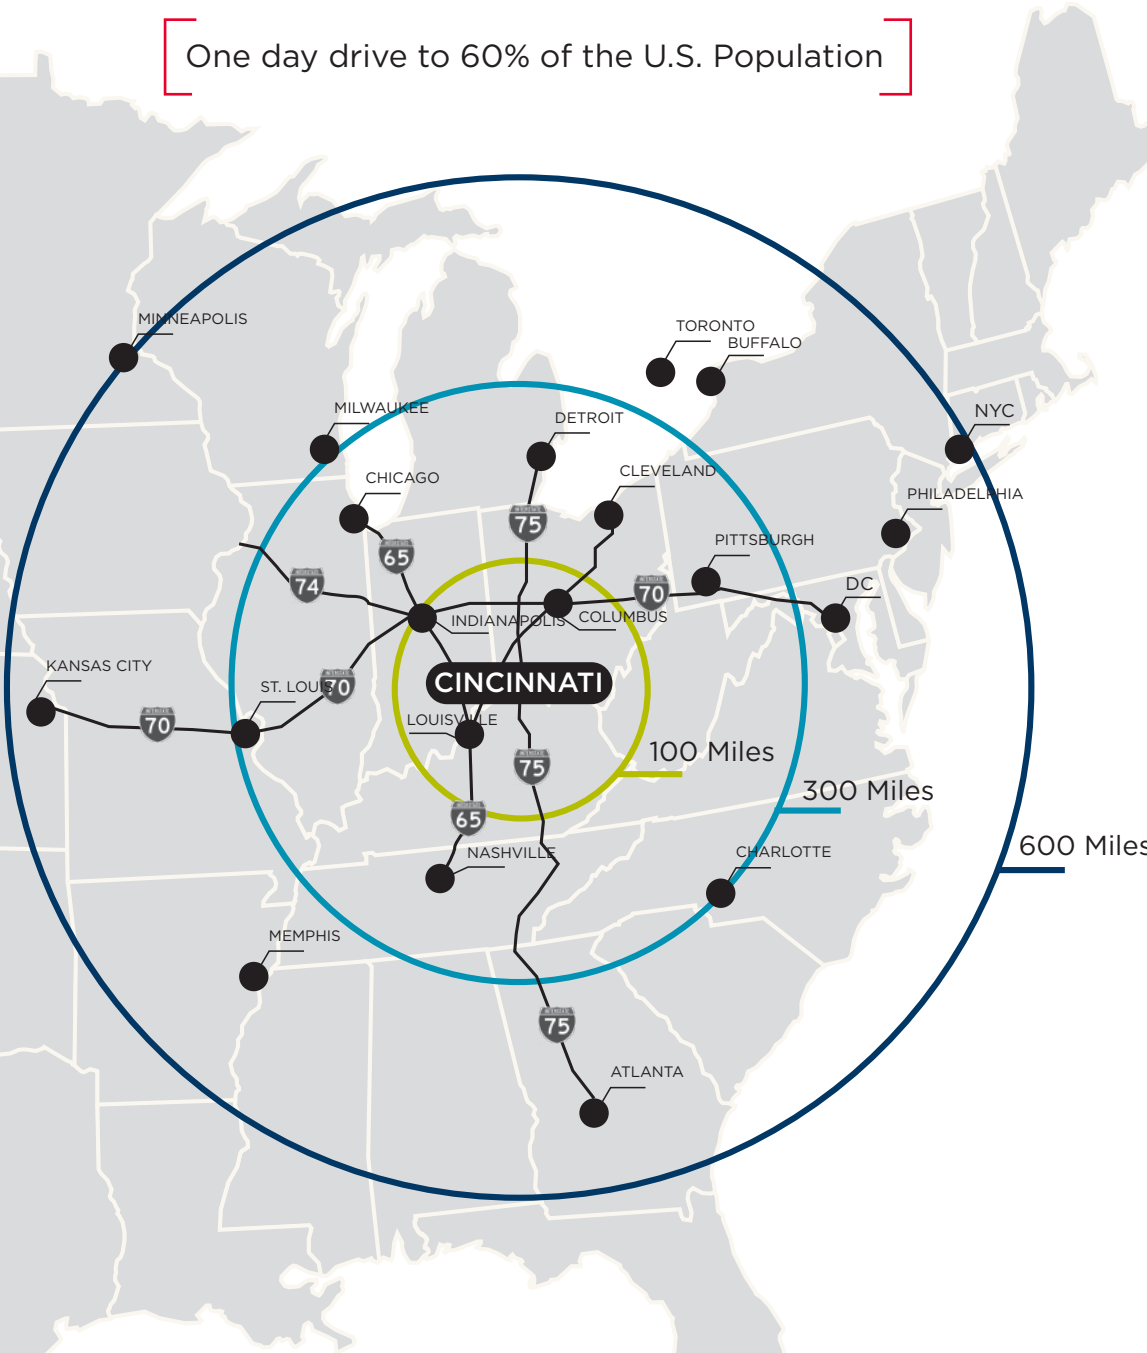 One day drive to 60% of the U.S. Population
MINNEAPOLIS
TORONTO
BUFFALO
MILWAUKEE
NYC
DETROIT
CLEVELAND
CHICAGO
PHILADELPHIA
75
65
PITTSBURGH
74
70
DC
INDIANAPOLIS
COLUMBUS
KANSAS CITY
CINCINNATI
ST. LOUIS
70
70
LOUISVILLE
100 Miles
75
300 Miles
65
600 Miles
NASHVILLE
CHARLOTTE
MEMPHIS
75
ATLANTA